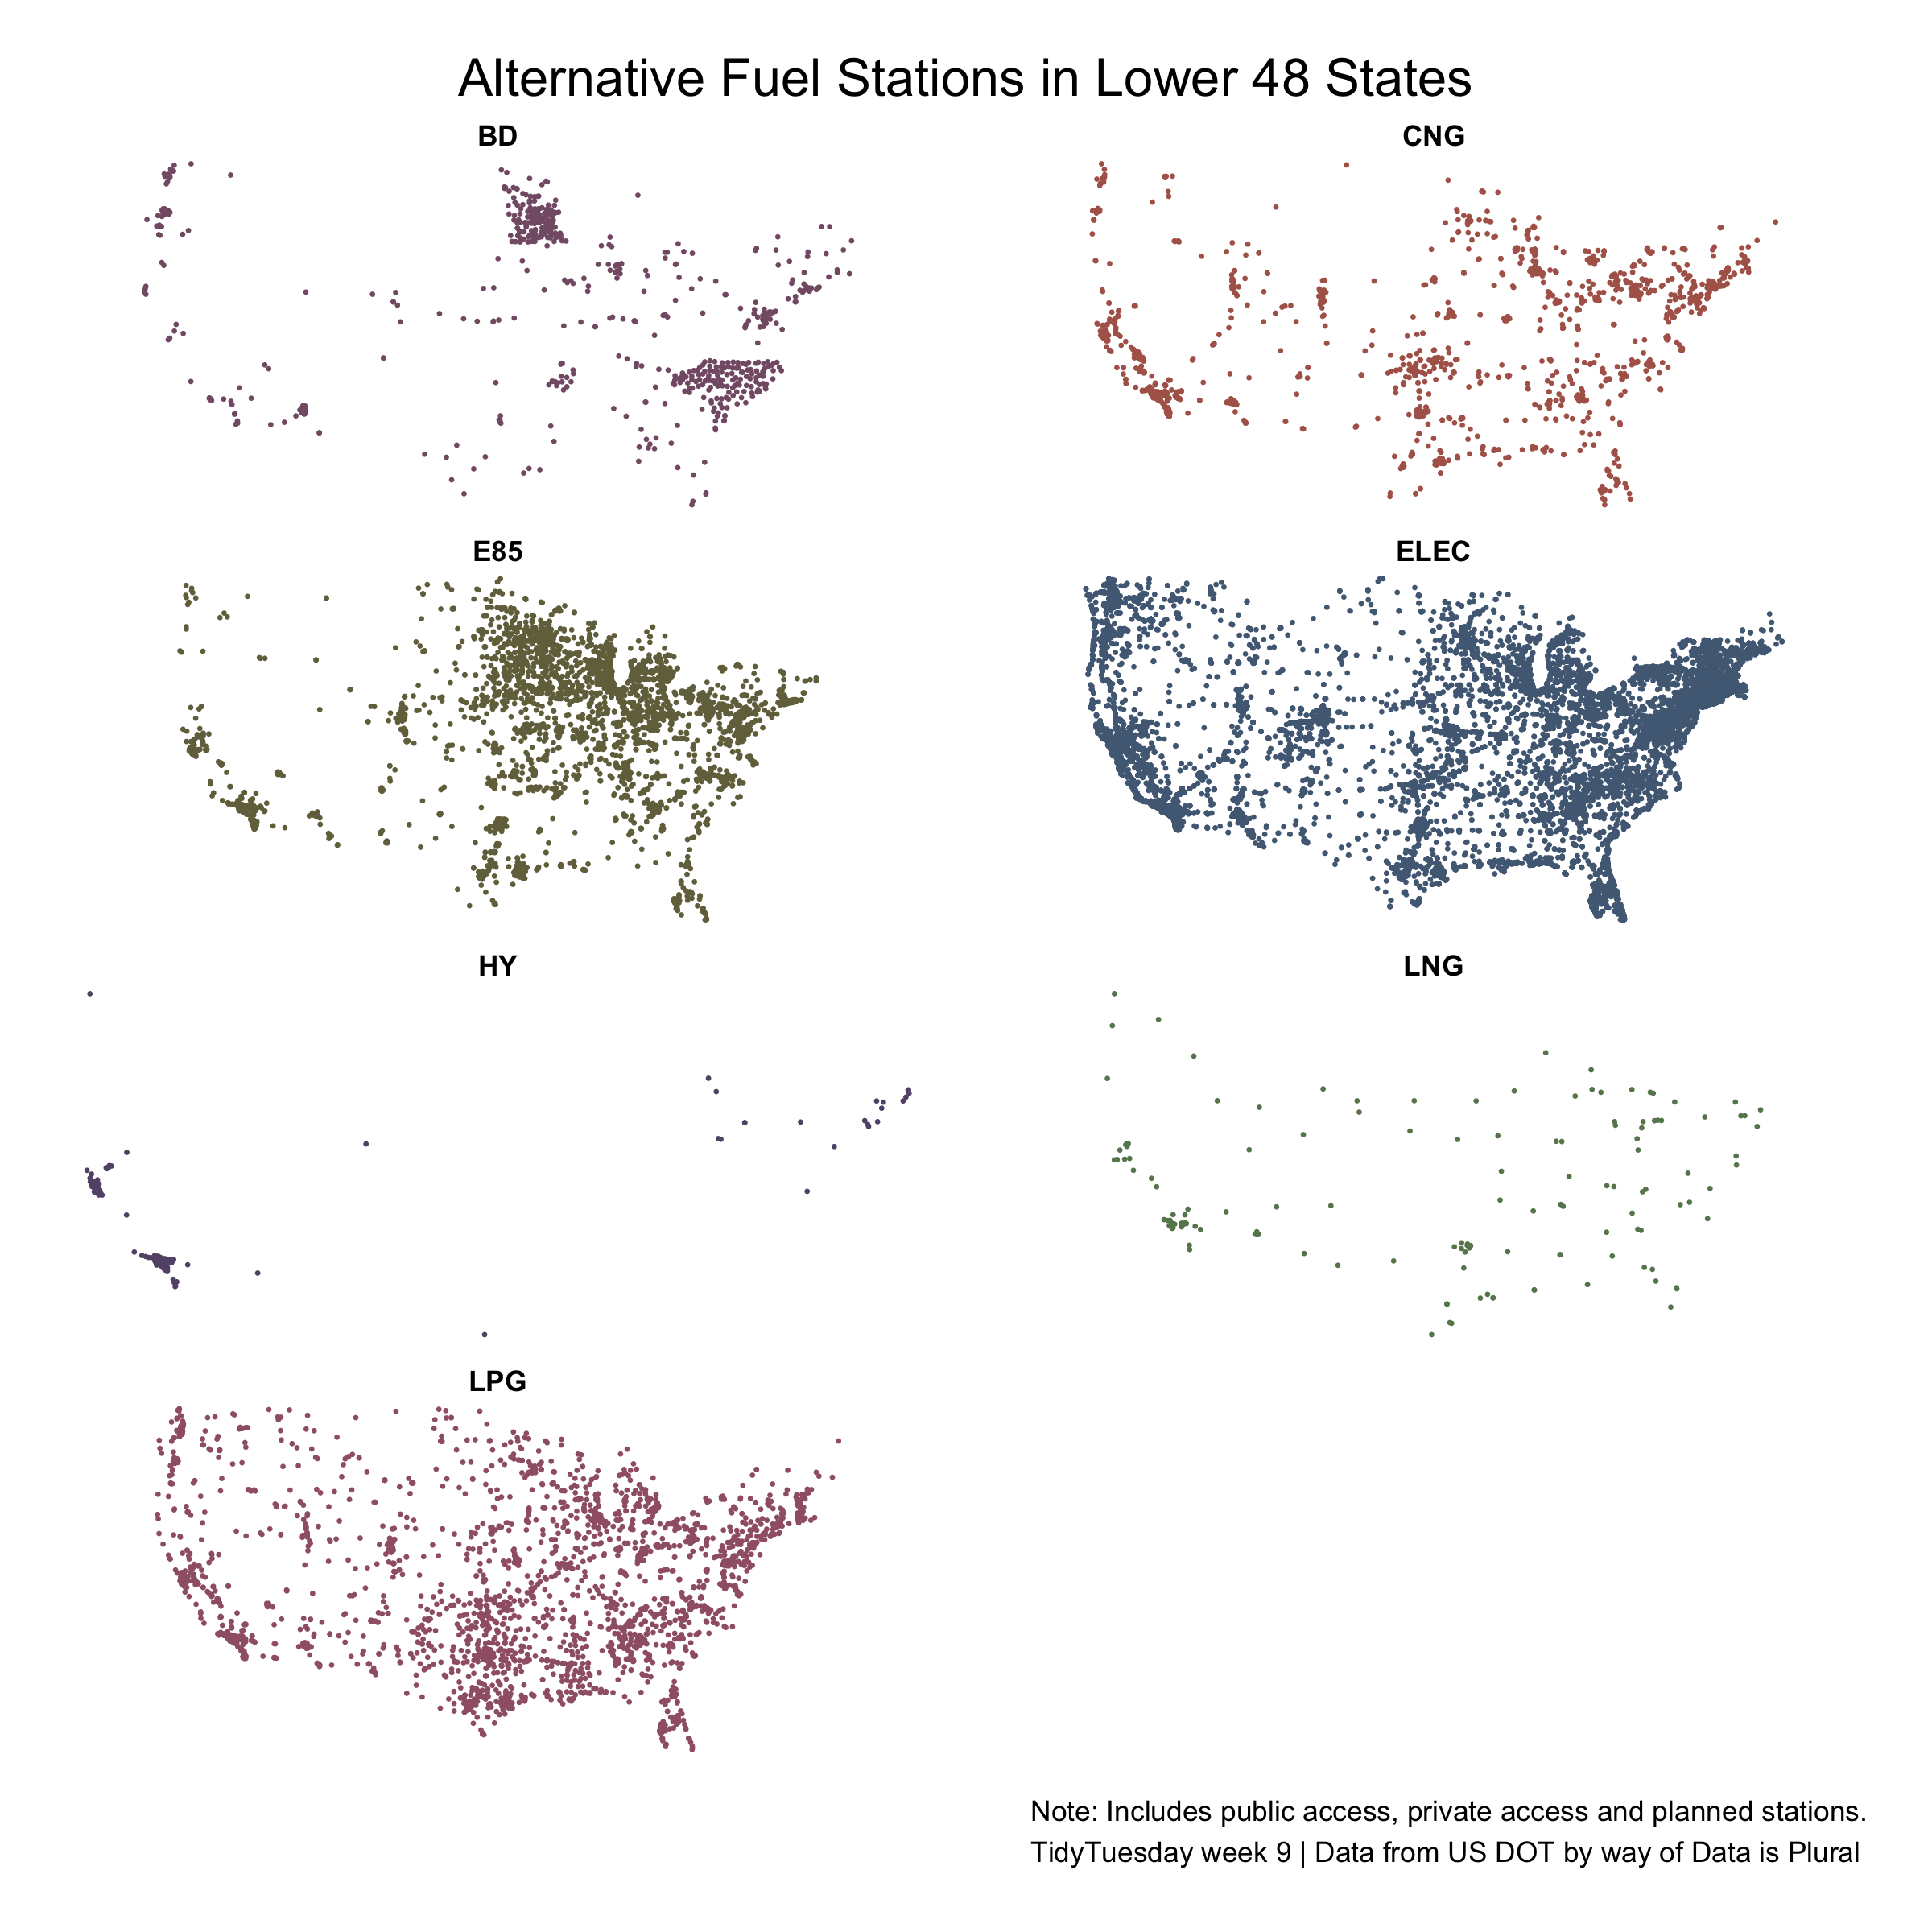 Alternative Fuel Stations in Lower 48 States
BD
CNG
E85
ELEC
HY
LNG
LPG
Note: Includes public access, private access and planned stations.
TidyTuesday week 9 | Data from US DOT by way of Data is Plural